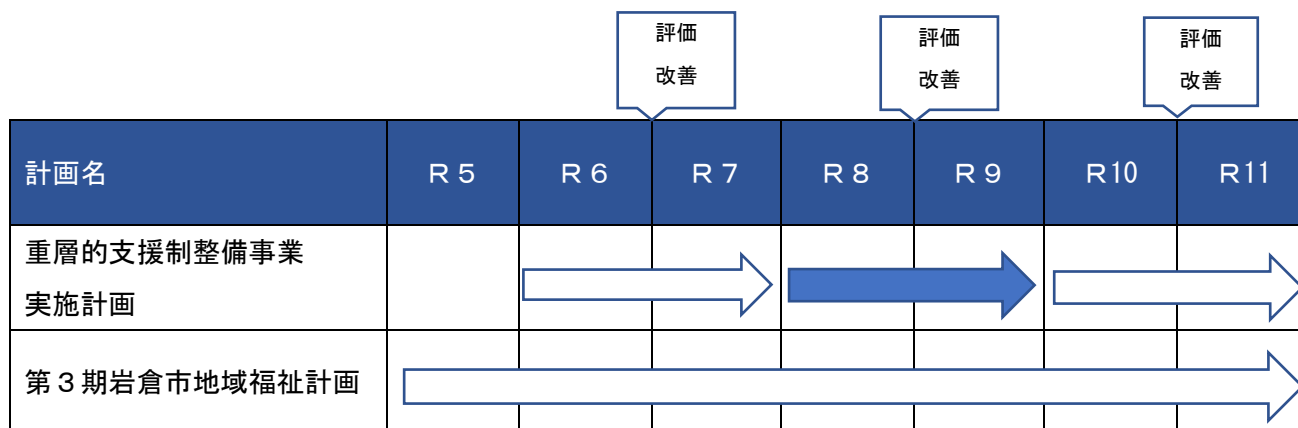 評価
改善
評価
改善
評価
改善
計画名 Ｒ５ Ｒ６ Ｒ７ Ｒ８ Ｒ９ Ｒ10 Ｒ11
重層的支援制整備事業
実施計画
第３期岩倉市地域福祉計画